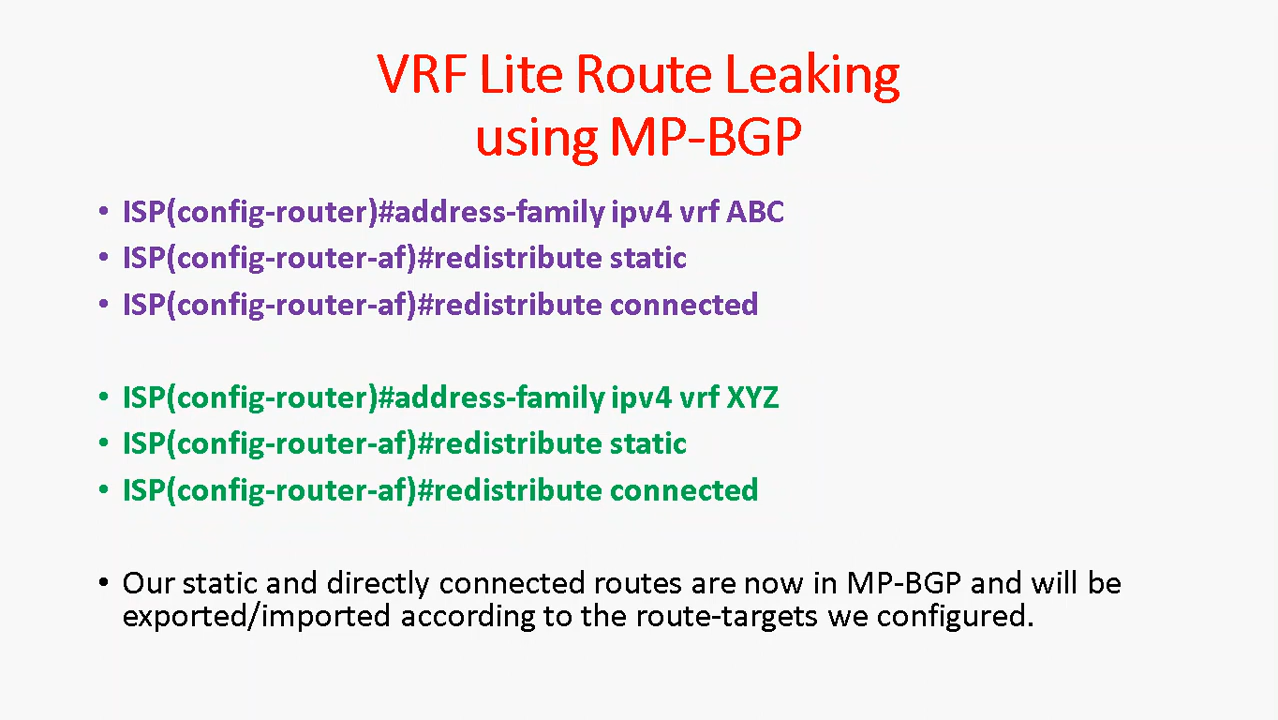 VRF Lite Route Leaking
using MP-BGP
• ISP(config-router)#address-family ipv4 vrf ABC
• ISP(config-router-af)#redistribute static
• ISP(config-router-af)#redistribute connected
• ISP(config-router)#address-family ipv4 vrf XYZ
• ISP(config-router-af)#redistribute static
• ISP(config-router-af)#redistribute connected
• Our static and directly connected routes are now in MP-BGP and will be
exported/imported according to the route-targets we configured.